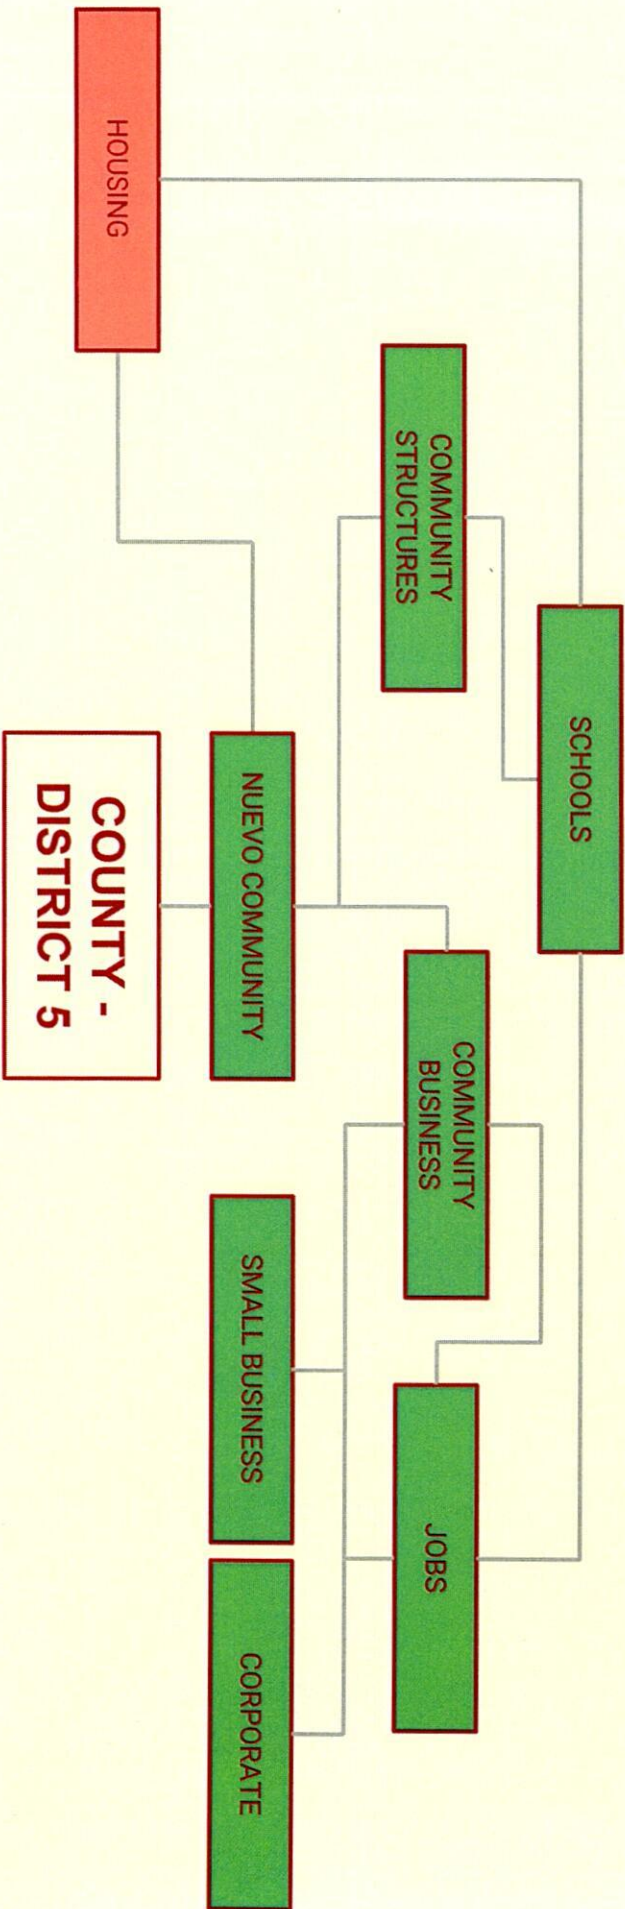 SCHOOLS
COMMUNITY
STRUCTURES
COMMUNITY
BUSINESS
JOBS
HOUSING
NUEVO COMMUNITY
SMALL BUSINESS
CORPORATE
COUNTY -
DISTRICT 5